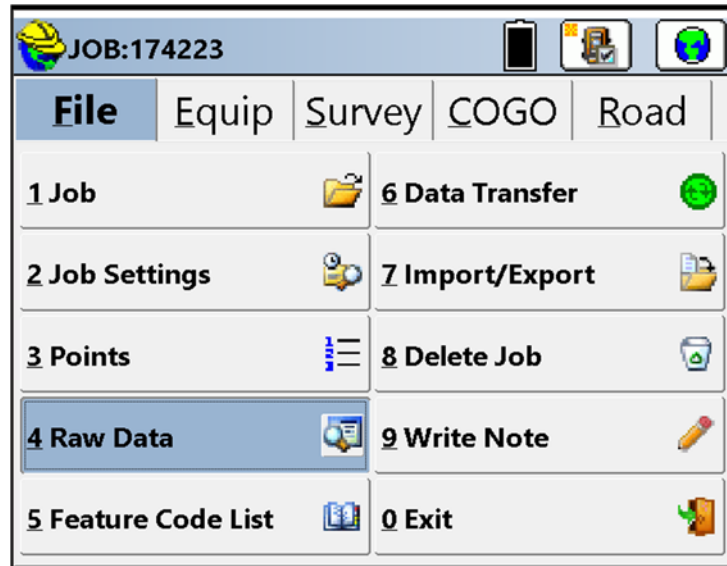 JOB:174223
File Equip Survey COGO Road
1 Job 6 Data Transfer
2 Job Settings 7 Import/Export
3 Points 8 Delete Job
4 Raw Data 9 Write Note
5 Feature Code List 0 Exit